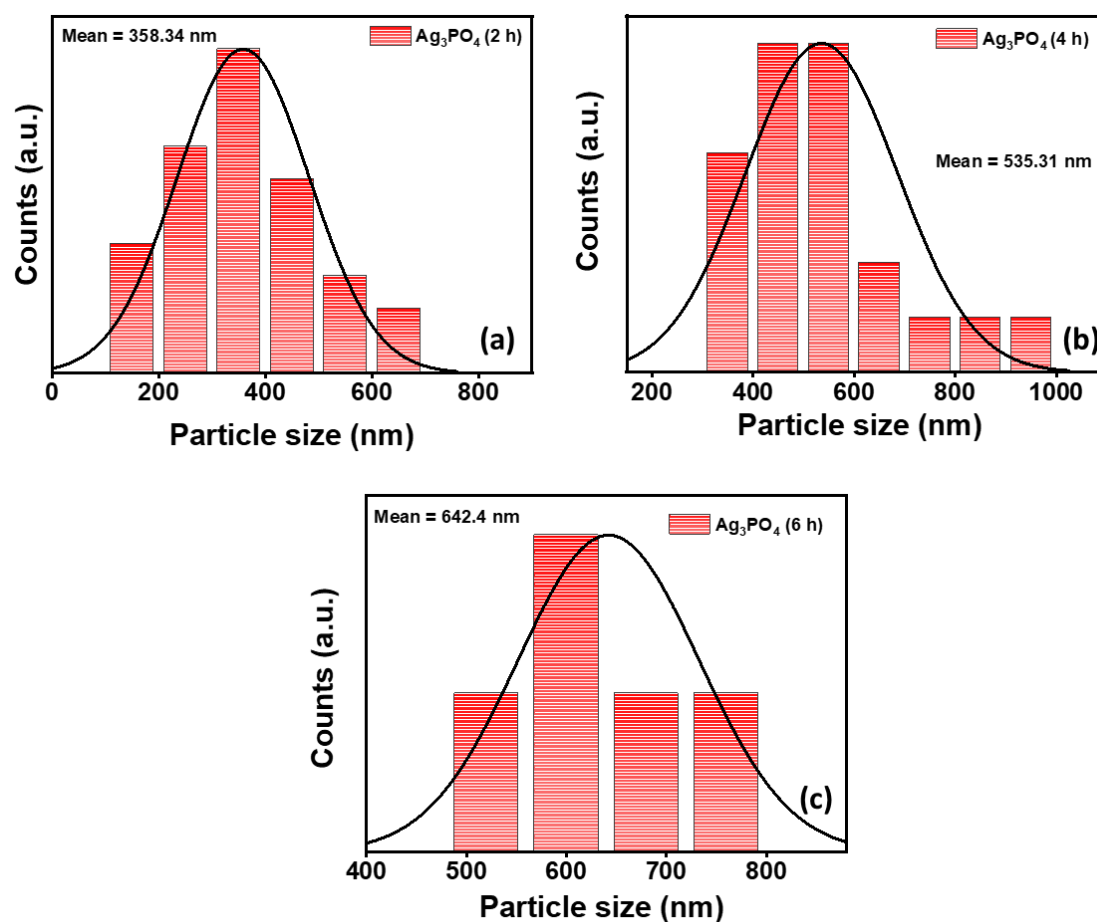 Mean = 358.34 nm
Ag₃PO₄ (2 h)
Counts (a.u.)
(a)
0 200 400 600 800
Particle size (nm)
Ag₃PO₄ (4 h)
Mean = 535.31 nm
Counts (a.u.)
(b)
200 400 600 800 1000
Particle size (nm)
Mean = 642.4 nm
Ag₃PO₄ (6 h)
Counts (a.u.)
(c)
400 500 600 700 800
Particle size (nm)